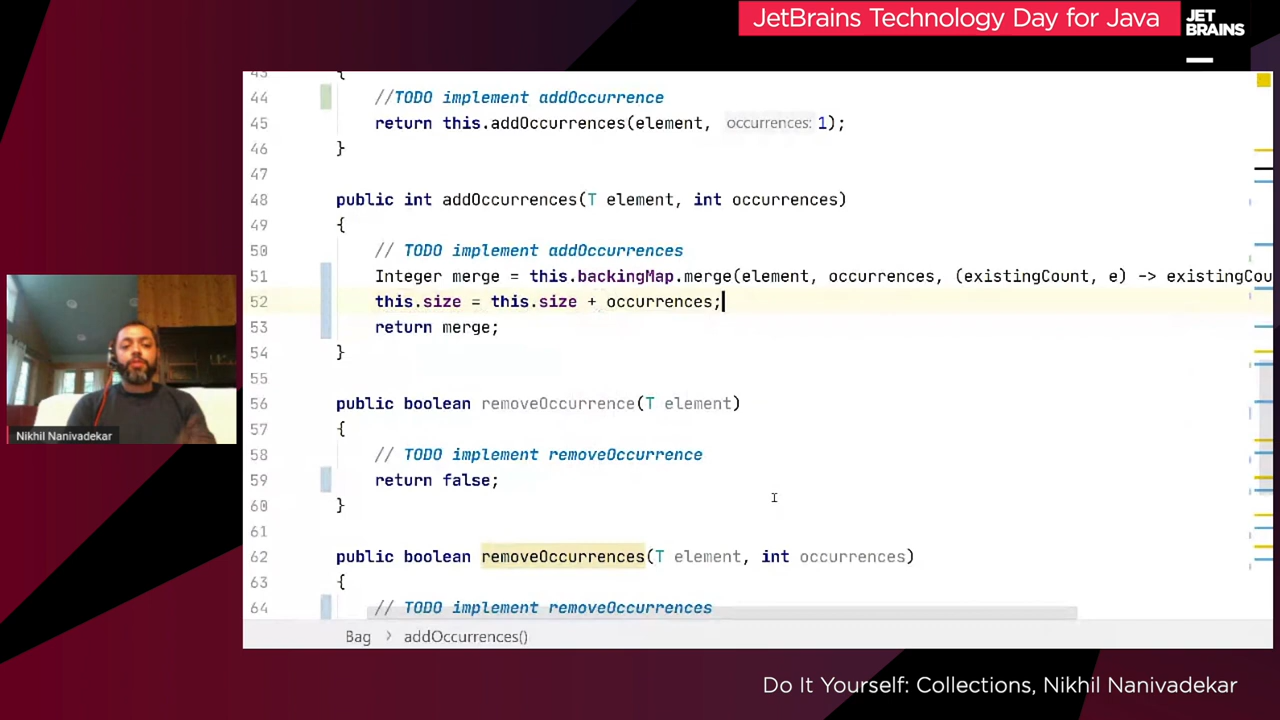 JetBrains Technology Day for Java
JET
BRAINS
43 {
44 //TODO implement addOccurrence
45 return this.addOccurrences(element, occurrences: 1);
46 }
47
48 public int addOccurrences(T element, int occurrences)
49 {
50 // TODO implement addOccurrences
51 Integer merge = this.backingMap.merge(element, occurrences, (existingCount, e) -> existingCou
52 this.size = this.size + occurrences;
53 return merge;
54 }
55
56 public boolean removeOccurrence(T element)
57 {
58 // TODO implement removeOccurrence
59 return false;
60 }
61
62 public boolean removeOccurrences(T element, int occurrences)
63 {
64 // TODO implement removeOccurrences
Bag > addOccurrences()
Nikhil Nanivadekar
Do It Yourself: Collections, Nikhil Nanivadekar